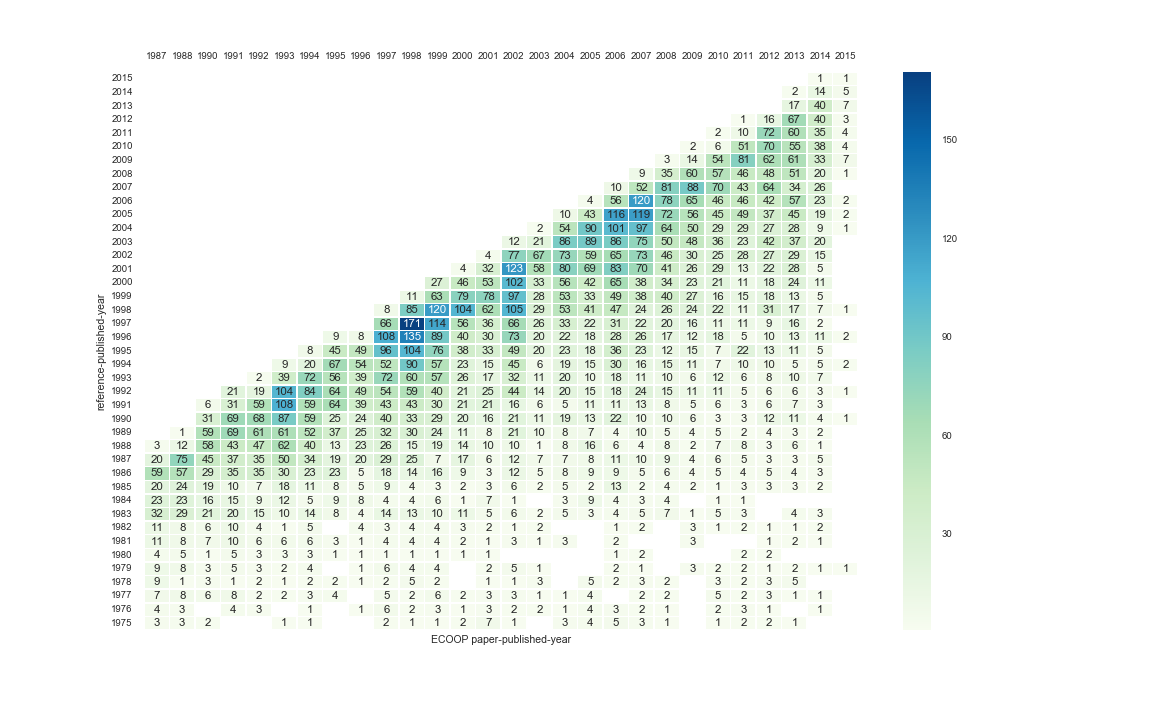 1987 1988 1990 1991 1992 1993 1994 1995 1996 1997 1998 1999 2000 2001 2002 2003 2004 2005 2006 2007 2008 2009 2010 2011 2012 2013 2014 2015
2015 1 1
2014 2 14 5
2013 17 40 7
2012 1 16 67 40 3
2011 2 10 72 60 35 4
2010 2 6 51 70 55 38 4
2009 3 14 54 81 62 61 33 7
2008 9 35 60 57 46 48 51 20 1
2007 10 52 81 88 70 43 64 34 26
2006 4 56 120 78 65 46 46 42 57 23 2
2005 10 43 116 119 72 56 45 49 37 45 19 2
2004 2 54 90 101 97 64 50 29 29 27 28 9 1
2003 12 21 86 89 86 75 50 48 36 23 42 37 20
2002 4 77 67 73 59 65 73 46 30 25 28 27 29 15
2001 4 32 123 58 80 69 83 70 41 26 29 13 22 28 5
2000 27 46 53 102 33 56 42 65 38 34 23 16 11 18 24 11
1999 11 63 79 78 97 28 53 33 49 38 40 27 16 15 18 13 5
1998 8 85 120 104 62 105 29 53 41 47 24 26 24 22 11 31 17 7 1
1997 66 171 114 56 36 66 26 33 22 31 22 20 16 11 11 9 16 2
1996 9 8 108 135 89 40 30 73 20 22 18 28 26 17 12 18 5 10 13 11 2
1995 8 45 49 96 104 76 38 33 49 20 23 18 36 23 12 15 7 22 13 11 5
1994 9 20 67 54 52 90 57 23 15 45 6 19 15 30 16 15 11 7 10 10 5 5 2
1993 2 39 72 56 39 72 60 57 26 17 32 11 20 10 18 11 10 6 12 6 8 10 7
1992 21 19 104 84 64 49 54 59 40 21 25 44 14 20 15 18 24 15 11 11 5 6 6 3 1
1991 6 31 59 108 59 64 39 43 43 30 21 21 16 6 5 11 11 13 8 5 6 3 6 7 3
1990 31 69 68 87 59 25 24 40 33 29 20 16 21 11 19 13 22 10 10 6 3 3 12 11 4 1
1989 1 59 69 61 61 52 37 25 32 30 24 11 8 21 10 8 7 4 10 5 4 5 2 4 3 2
1988 3 12 58 43 47 62 40 13 23 26 15 19 14 10 10 1 8 16 6 4 8 2 7 8 3 6 1
1987 20 75 45 37 35 50 34 19 20 29 25 7 17 6 12 7 7 8 11 10 9 4 6 5 3 3 5
1986 59 57 29 35 35 30 23 23 5 18 14 16 9 3 12 5 8 9 9 5 6 4 5 4 5 4 3
1985 20 24 19 10 7 18 11 8 5 9 4 3 2 3 6 2 5 2 13 2 4 2 1 3 3 3 2
1984 23 23 16 15 9 12 5 9 8 4 4 6 1 7 1 3 9 4 3 4 1 1
1983 32 29 21 20 15 10 14 8 4 14 13 10 11 5 6 2 5 3 4 5 7 1 5 3 4 3
1982 11 8 6 10 4 1 5 4 3 4 4 3 2 1 2 1 2 3 1 2 1 1 2
1981 11 8 7 10 6 6 6 3 1 4 4 4 2 1 3 1 3 2 3 1 2 1
1980 4 5 1 5 3 3 3 1 1 1 1 1 1 1 1 2 2 2
1979 9 8 3 5 3 2 4 1 6 4 4 2 5 1 2 1 3 2 2 1 2 1 1
1978 9 1 3 1 2 1 2 2 1 2 5 2 1 1 3 5 2 3 2 3 2 3 5
1977 7 8 6 8 2 2 3 4 5 2 6 2 3 3 1 1 4 2 2 5 2 3 1 1
1976 4 3 4 3 1 1 6 2 3 1 3 2 2 1 4 3 2 1 2 3 1 1
1975 3 3 2 1 1 2 1 1 2 7 1 3 4 5 3 1 1 2 2 1
reference-published-year
ECOOP paper-published-year
150
120
90
60
30